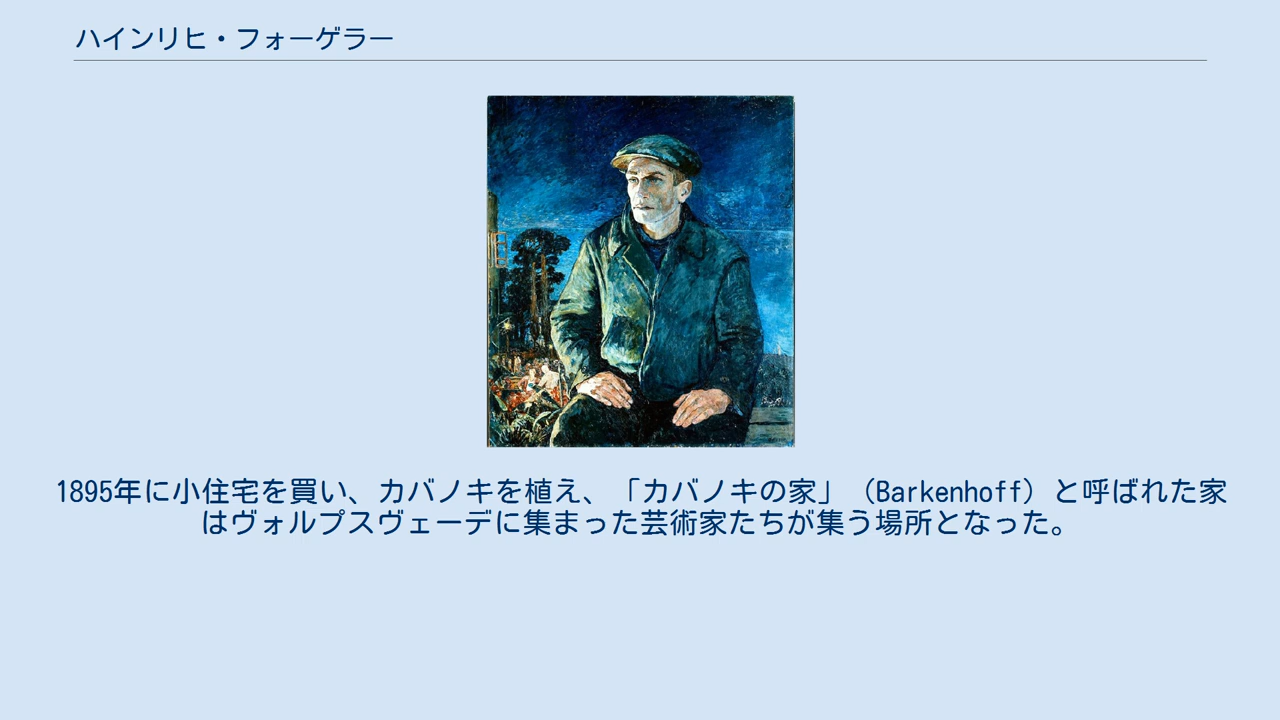 ハインリヒ・フォーゲラー
1895年に小住宅を買い、カバノキを植え、「カバノキの家」（Barkenhoff）と呼ばれた家
はヴォルプスヴェーデに集まった芸術家たちが集う場所となった。